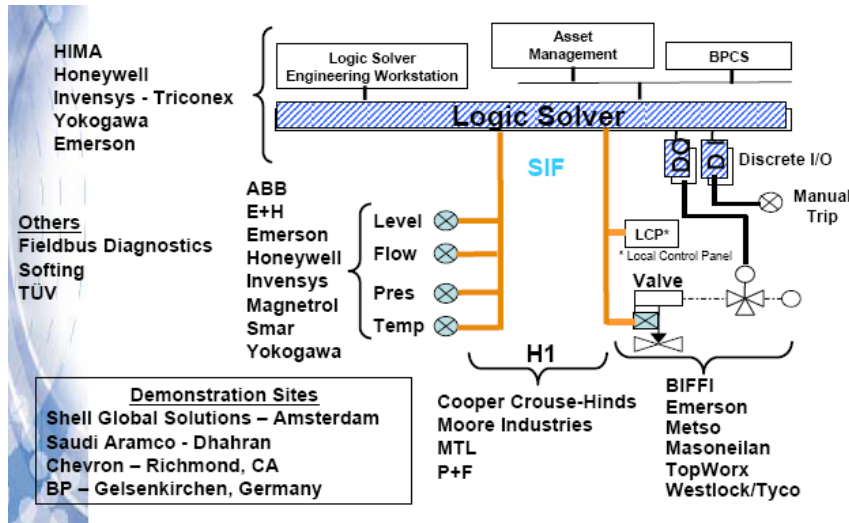 HIMA
Honeywell
Invensys - Triconex
Yokogawa
Emerson
Logic Solver
Engineering Workstation
Asset
Management
BPCS
Logic Solver
SIF
DO
DI
Discrete I/O
Manual
Trip
LCP*
* Local Control Panel
Valve
Others
Fieldbus Diagnostics
Softing
TÜV
ABB
E+H
Emerson
Honeywell
Invensys
Magnetrol
Smar
Yokogawa
Level
Flow
Pres
Temp
H1
Cooper Crouse-Hinds
Moore Industries
MTL
P+F
BIFFI
Emerson
Metso
Masoneilan
TopWorx
Westlock/Tyco
Demonstration Sites
Shell Global Solutions – Amsterdam
Saudi Aramco - Dhahran
Chevron – Richmond, CA
BP – Gelsenkirchen, Germany